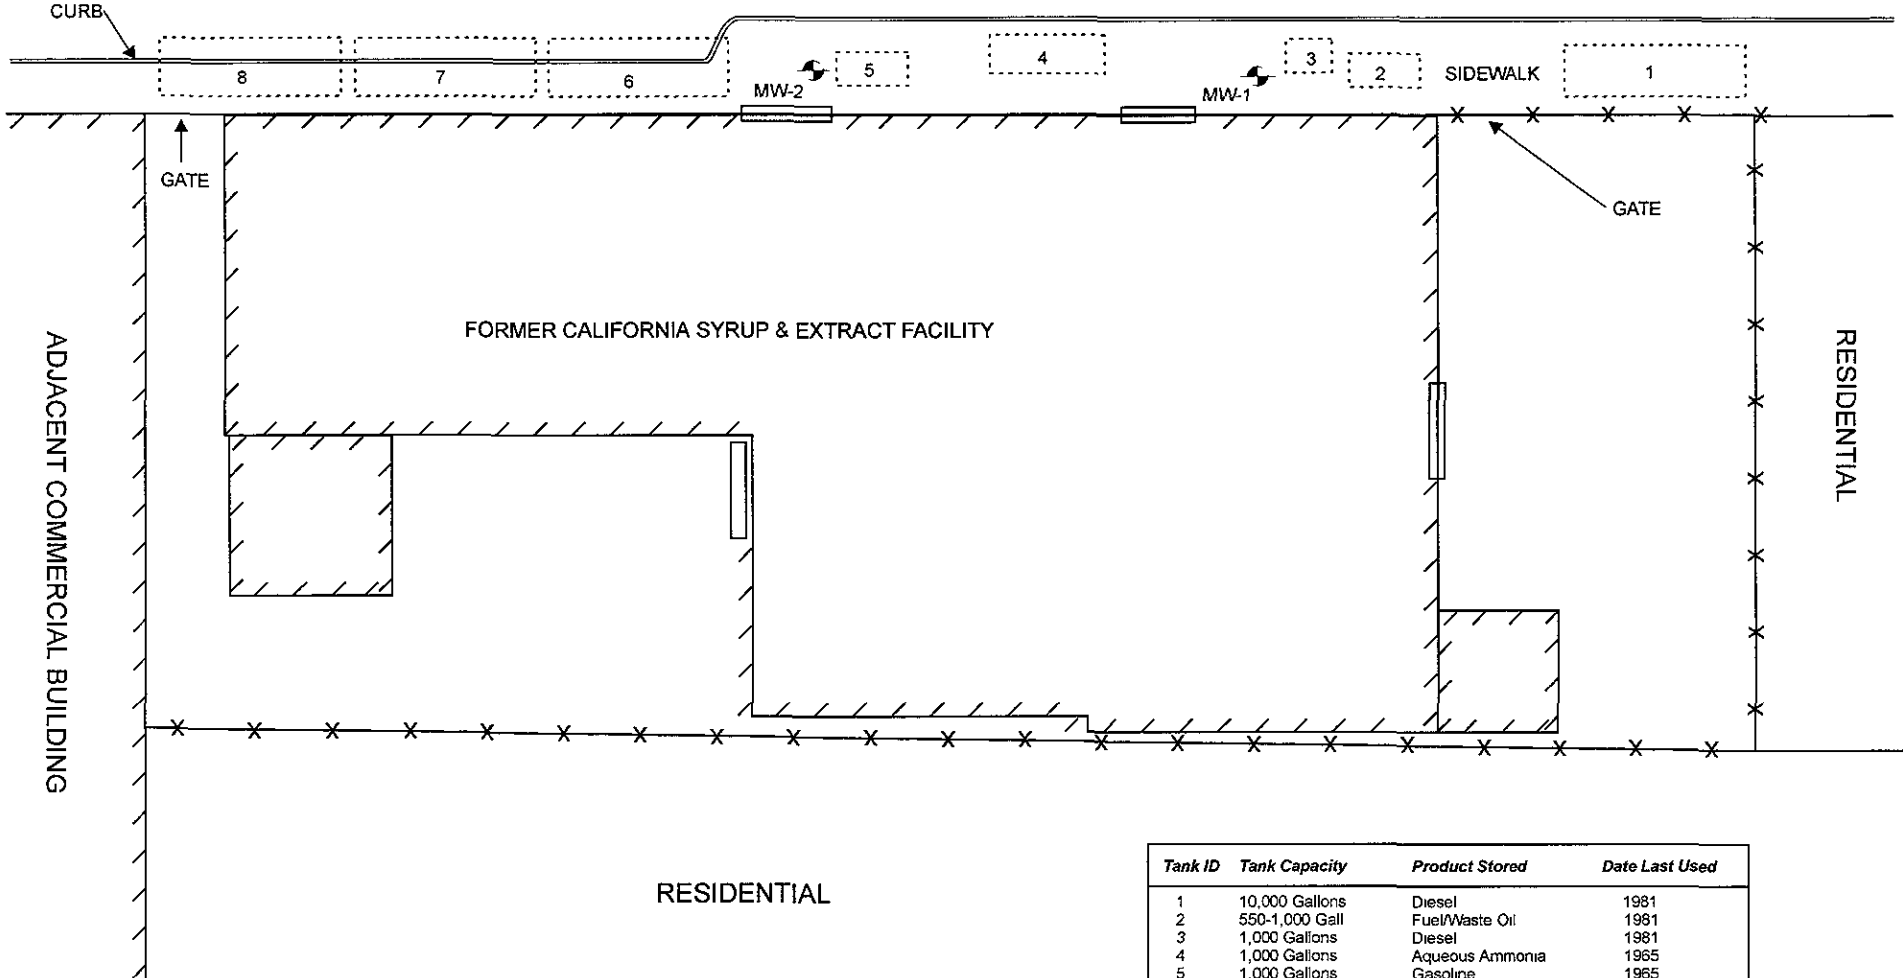 CURB
8
7
6
5
4
3
2
SIDEWALK
1
MW-2
MW-1
GATE
GATE
FORMER CALIFORNIA SYRUP & EXTRACT FACILITY
ADJACENT COMMERCIAL BUILDING
RESIDENTIAL
RESIDENTIAL
Tank ID Tank Capacity Product Stored Date Last Used
1 10,000 Gallons Diesel 1981
2 550-1,000 Gall Fuel/Waste Oil 1981
3 1,000 Gallons Diesel 1981
4 1,000 Gallons Aqueous Ammonia 1965
5 1,000 Gallons Gasoline 1965